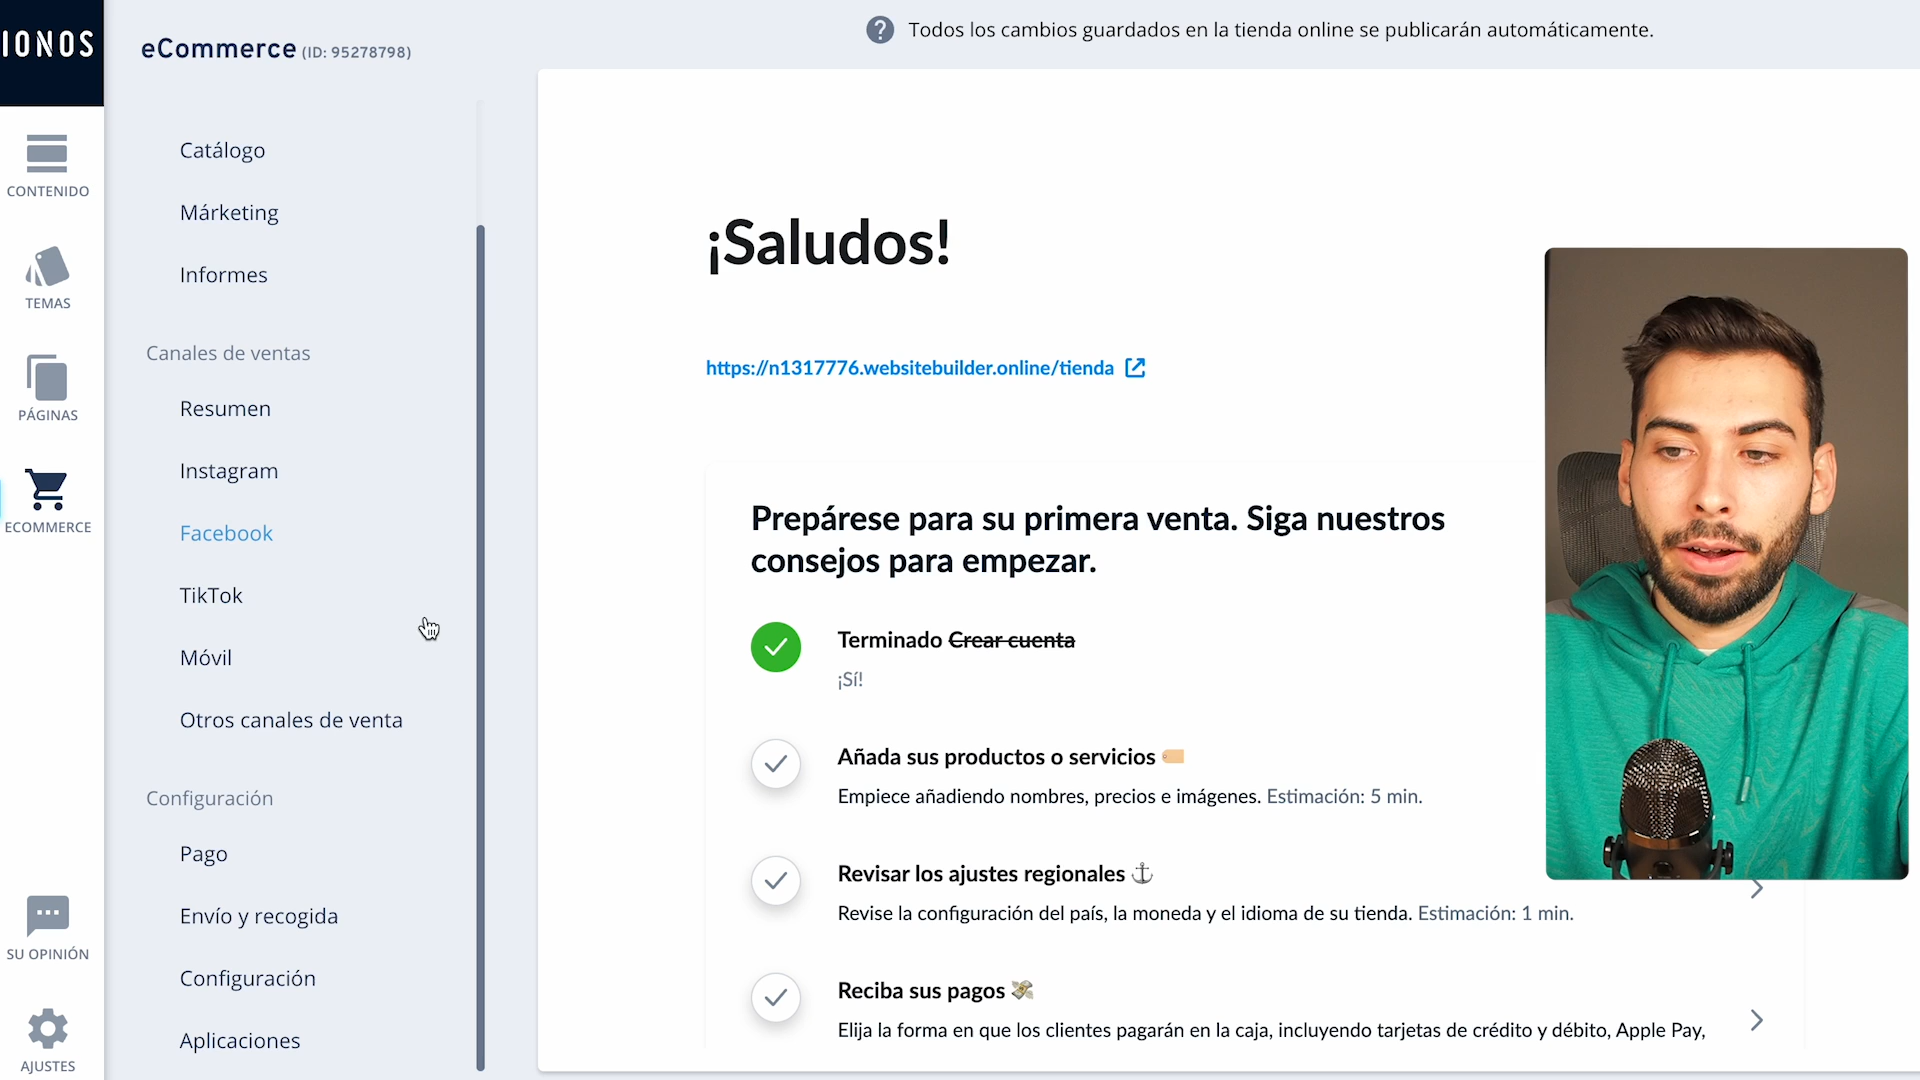 IONOS
eCommerce (ID: 95278798)
Todos los cambios guardados en la tienda online se publicarán automáticamente.
CONTENIDO
TEMAS
PÁGINAS
ECOMMERCE
SU OPINIÓN
AJUSTES
Catálogo
Márketing
Informes
Canales de ventas
Resumen
Instagram
Facebook
TikTok
Móvil
Otros canales de venta
Configuración
Pago
Envío y recogida
Configuración
Aplicaciones
¡Saludos!
https://n1317776.websitebuilder.online/tienda
Prepárese para su primera venta. Siga nuestros
consejos para empezar.
Terminado Crear cuenta
¡Sí!
Añada sus productos o servicios
Empiece añadiendo nombres, precios e imágenes. Estimación: 5 min.
Revisar los ajustes regionales
Revise la configuración del país, la moneda y el idioma de su tienda. Estimación: 1 min.
Reciba sus pagos
Elija la forma en que los clientes pagarán en la caja, incluyendo tarjetas de crédito y débito, Apple Pay,